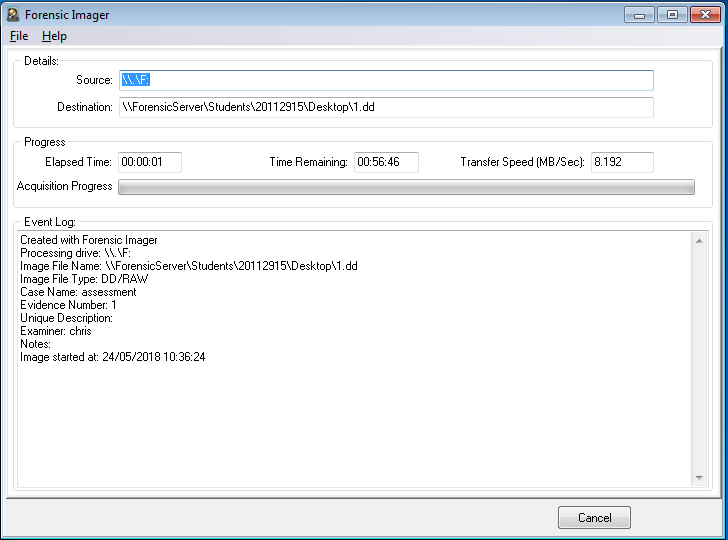 Forensic Imager
File Help
Details:
Source: \\.\F:
Destination: \\ForensicServer\Students\20112915\Desktop\1.dd
Progress
Elapsed Time: 00:00:01 Time Remaining: 00:56:46 Transfer Speed (MB/Sec): 8.192
Acquisition Progress
Event Log:
Created with Forensic Imager
Processing drive: \\.\F:
Image File Name: \\ForensicServer\Students\20112915\Desktop\1.dd
Image File Type: DD/RAW
Case Name: assessment
Evidence Number: 1
Unique Description:
Examiner: chris
Notes:
Image started at: 24/05/2018 10:36:24
Cancel